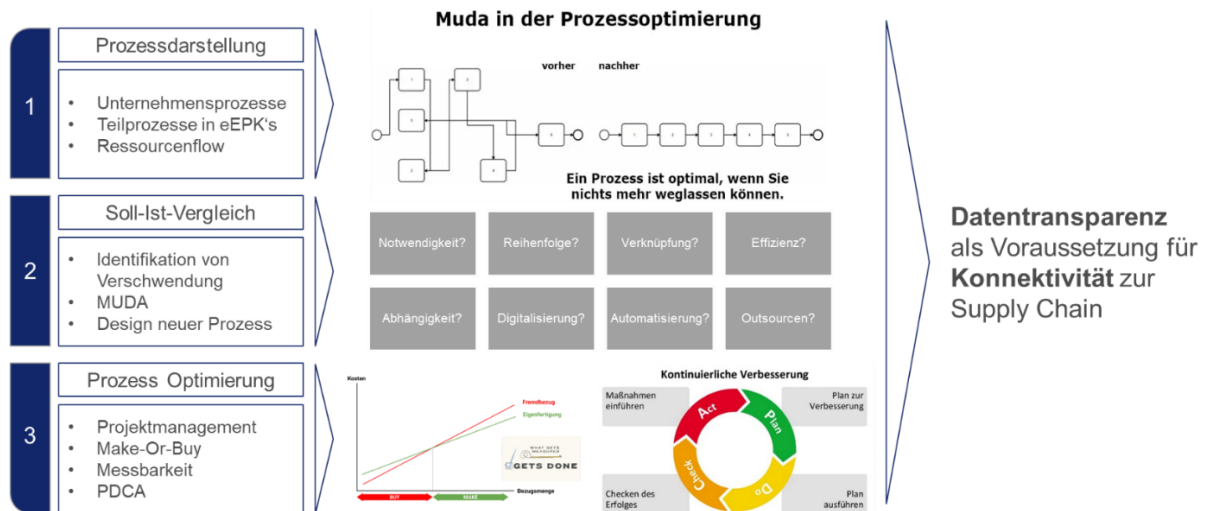 1
Prozessdarstellung
• Unternehmensprozesse
• Teilprozesse in eEPK's
• Ressourcenflow
Muda in der Prozessoptimierung
vorher nachher
Ein Prozess ist optimal, wenn Sie
nichts mehr weglassen können.
2
Soll-Ist-Vergleich
• Identifikation von
Verschwendung
• MUDA
• Design neuer Prozess
Notwendigkeit? Reihenfolge? Verknüpfung? Effizienz?
Abhängigkeit? Digitalisierung? Automatisierung? Outsourcen?
3
Prozess Optimierung
• Projektmanagement
• Make-Or-Buy
• Messbarkeit
• PDCA
Kosten
Fremdbezug
Eigenfertigung
WHAT GETS
MEASURED
GETS DONE
Bezugsmenge
BUY MAKE
Kontinuierliche Verbesserung
Maßnahmen
einführen
Plan zur
Verbesserung
Act
Plan
Check
Do
Checken des
Erfolges
Plan
ausführen
Datentransparenz
als Voraussetzung für
Konnektivität zur
Supply Chain